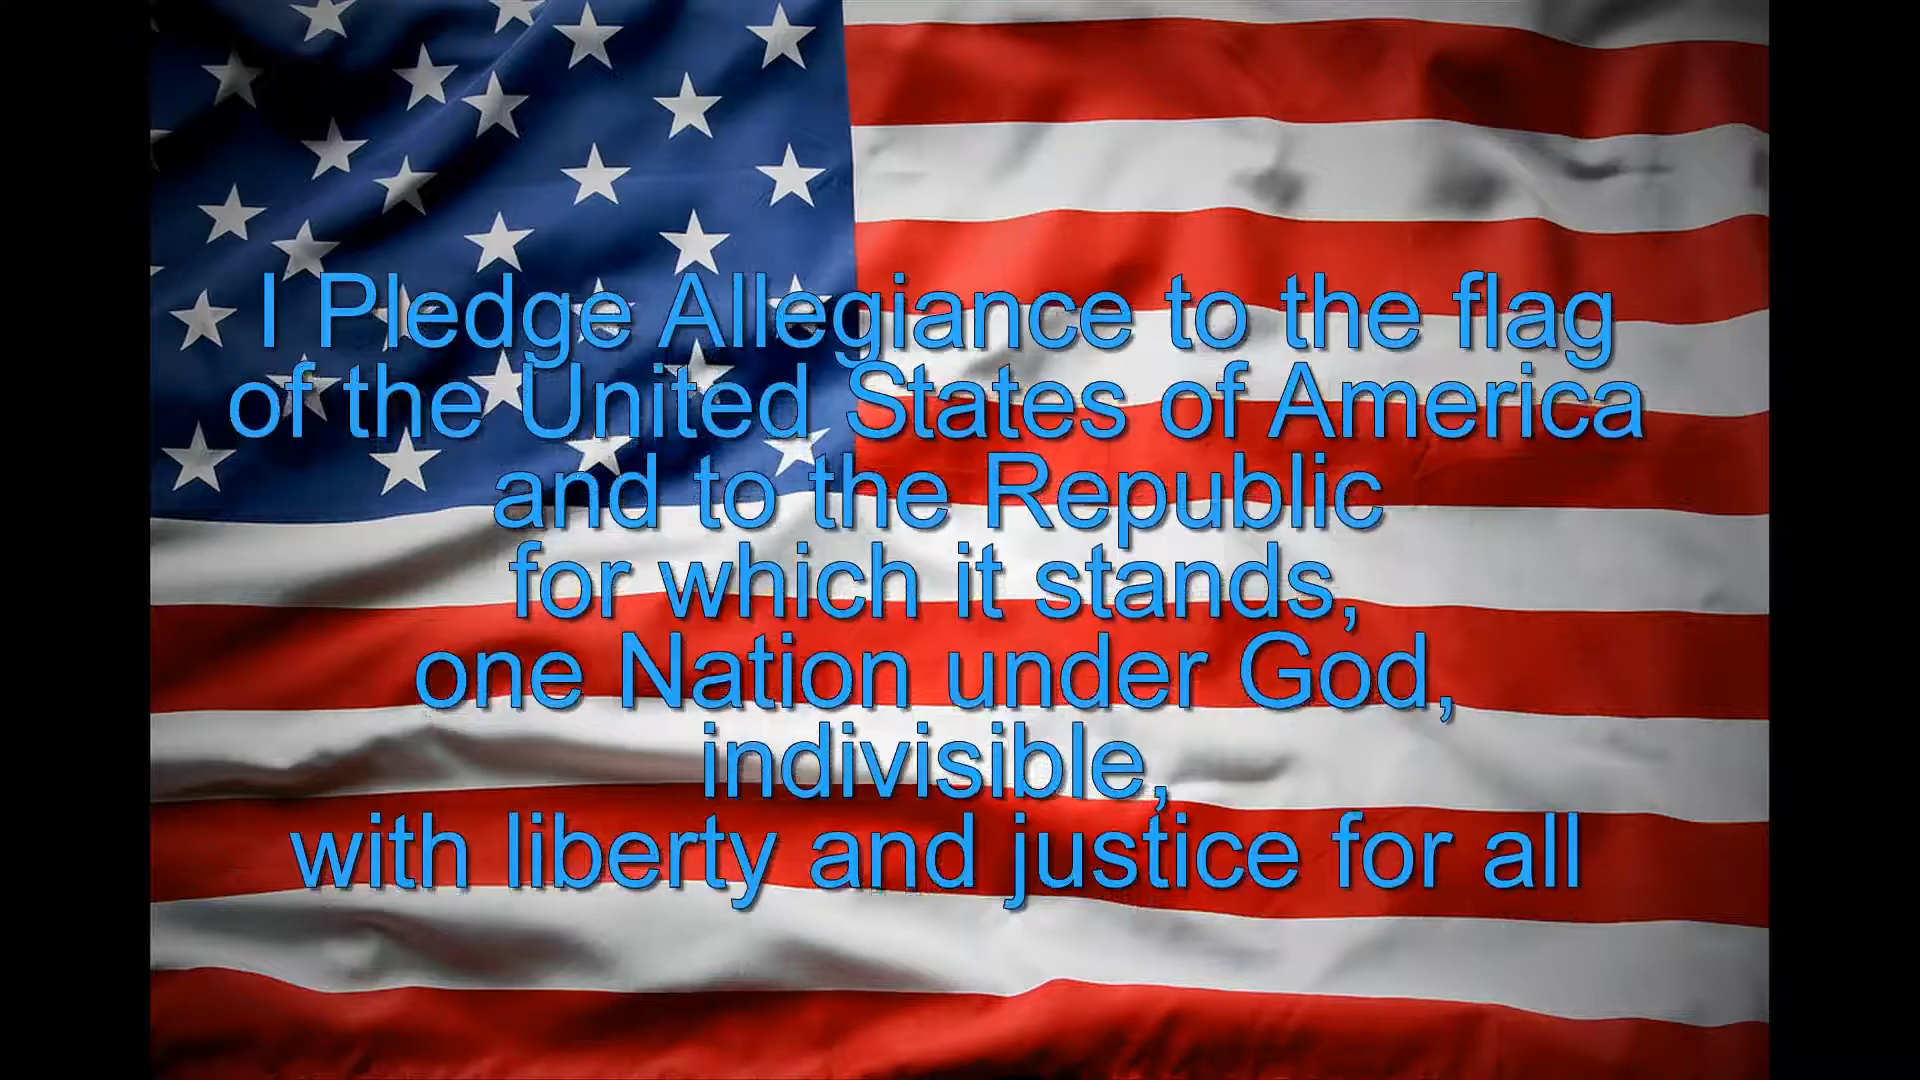 I Pledge Allegiance to the flag
of the United States of America
and to the Republic
for which it stands,
one Nation under God,
indivisible,
with liberty and justice for all